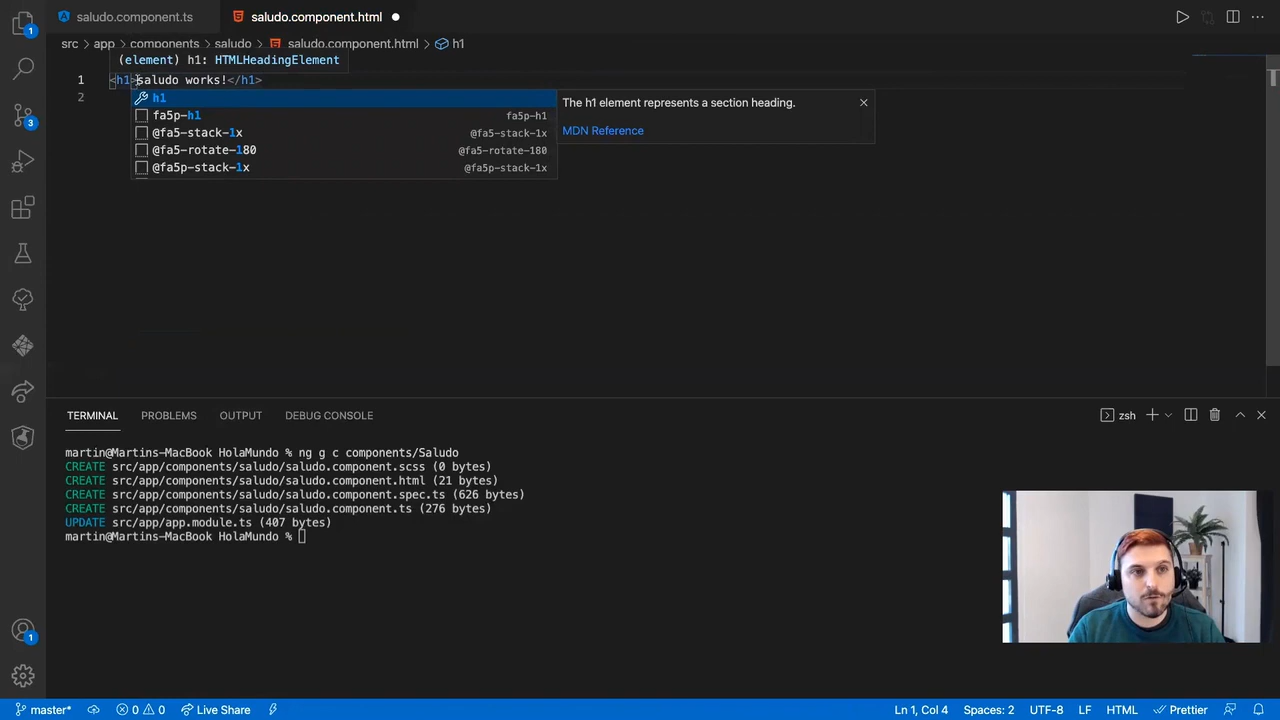 saludo.component.ts
saludo.component.html
src app components saludo saludo.component.html h1
(element) h1: HTMLHeadingElement
1 <h1>saludo works!</h1>
2
h1
The h1 element represents a section heading.
MDN Reference
fa5p-h1 fa5p-h1
@fa5-stack-1x @fa5-stack-1x
@fa5-rotate-180 @fa5-rotate-180
@fa5p-stack-1x @fa5p-stack-1x
1
3
TERMINAL PROBLEMS OUTPUT DEBUG CONSOLE
zsh
martin@Martins-MacBook HolaMundo % ng g c components/Saludo
CREATE src/app/components/saludo/saludo.component.scss (0 bytes)
CREATE src/app/components/saludo/saludo.component.html (21 bytes)
CREATE src/app/components/saludo/saludo.component.spec.ts (626 bytes)
CREATE src/app/components/saludo/saludo.component.ts (276 bytes)
UPDATE src/app/app.module.ts (407 bytes)
martin@Martins-MacBook HolaMundo %
1
master* 0 0 Live Share
Ln 1, Col 4 Spaces: 2 UTF-8 LF HTML Prettier